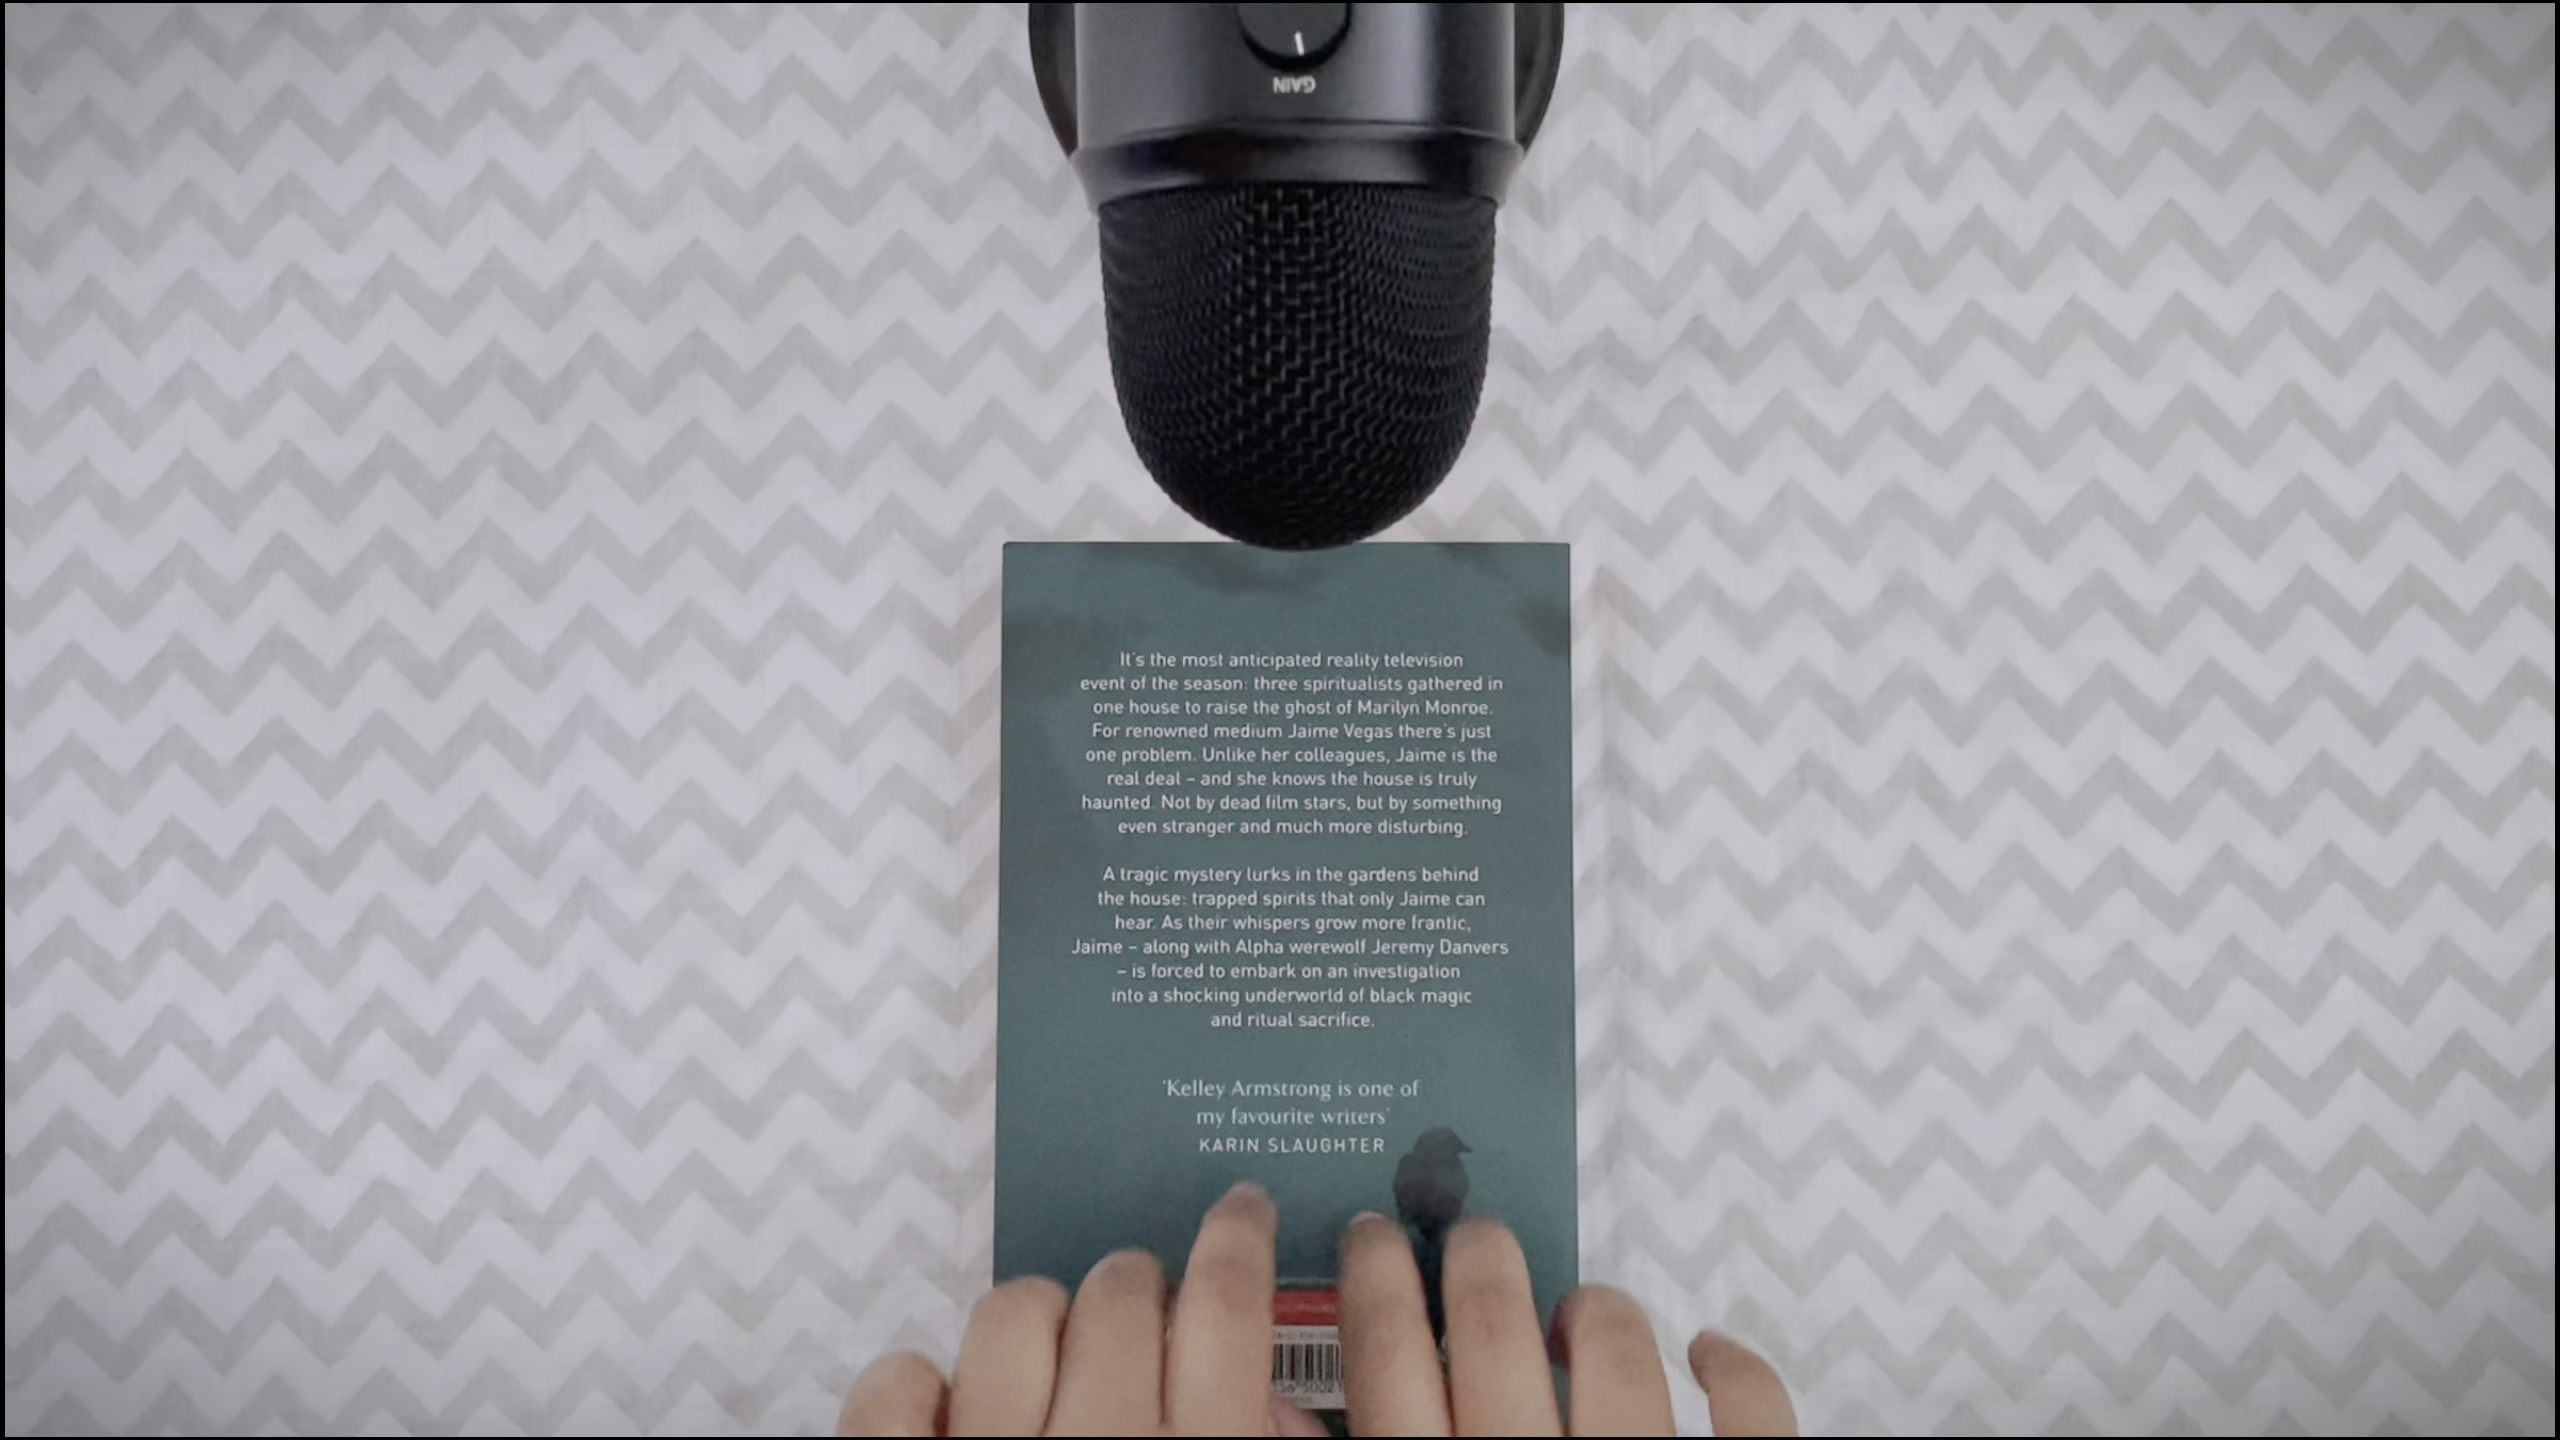 GAIN
It's the most anticipated reality television
event of the season: three spiritualists gathered in
one house to raise the ghost of Marilyn Monroe.
For renowned medium Jaime Vegas there's just
one problem. Unlike her colleagues, Jaime is the
real deal – and she knows the house is truly
haunted. Not by dead film stars, but by something
even stranger and much more disturbing.
A tragic mystery lurks in the gardens behind
the house: trapped spirits that only Jaime can
hear. As their whispers grow more frantic,
Jaime – along with Alpha werewolf Jeremy Danvers
– is forced to embark on an investigation
into a shocking underworld of black magic
and ritual sacrifice.
'Kelley Armstrong is one of
my favourite writers'
KARIN SLAUGHTER